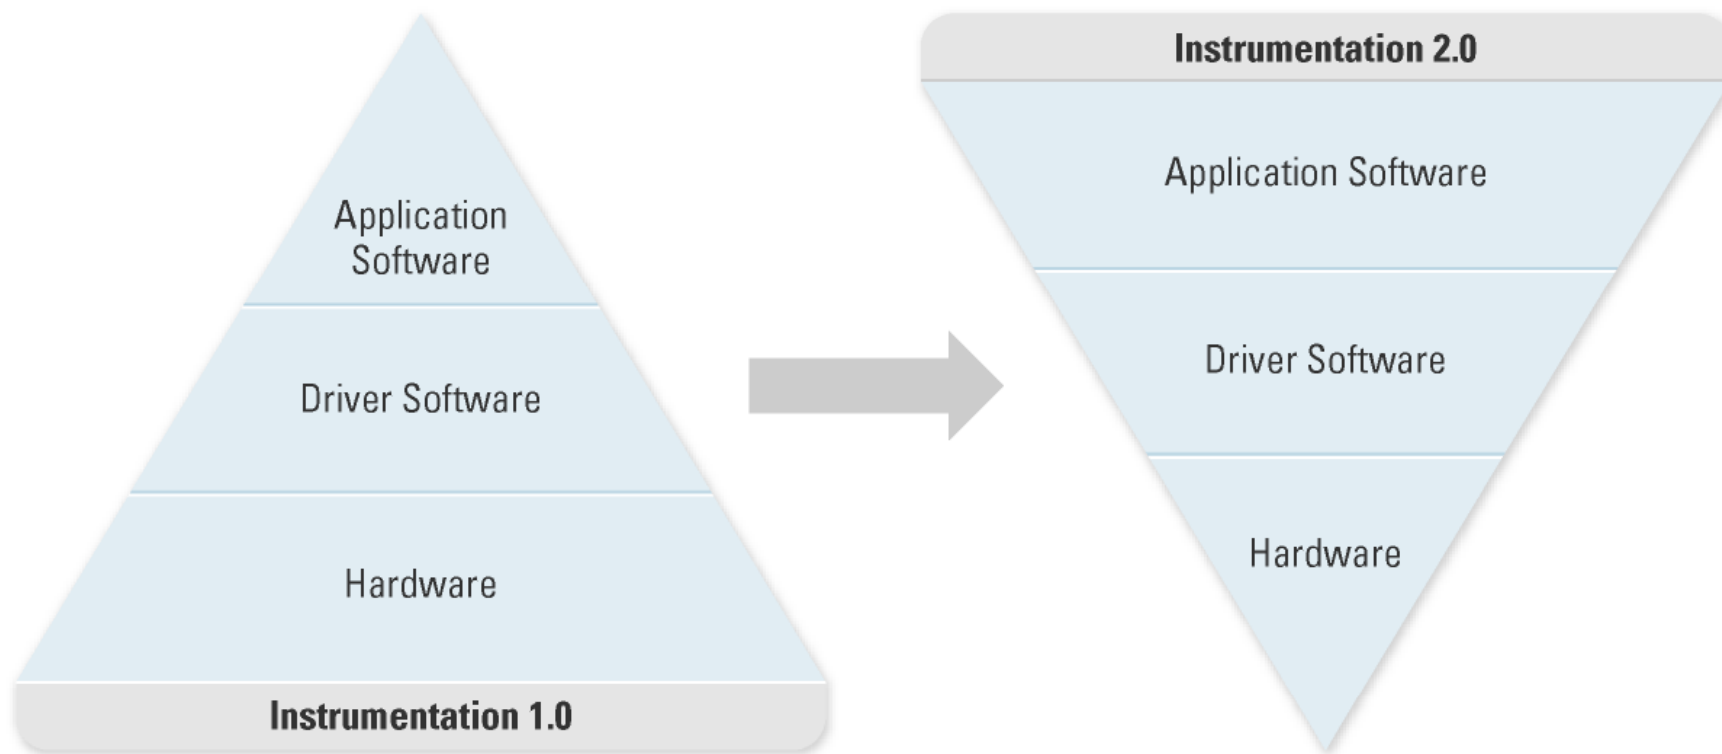 Application
Software
Driver Software
Hardware
Instrumentation 1.0
Instrumentation 2.0
Application Software
Driver Software
Hardware